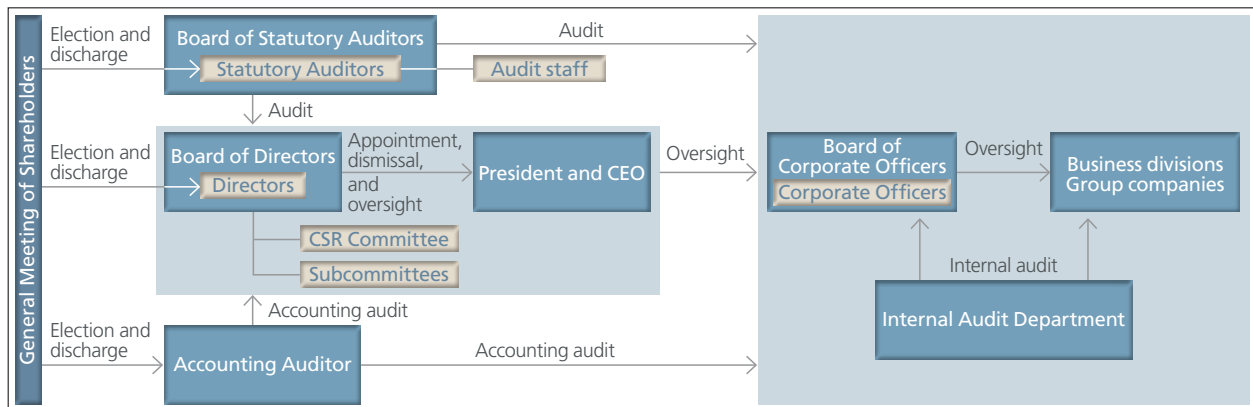 General Meeting of Shareholders
Election and
discharge
Board of Statutory Auditors
Statutory Auditors
Audit staff
Audit
Audit
Election and
discharge
Board of Directors
Directors
Appointment,
dismissal,
and
oversight
President and CEO
Oversight
CSR Committee
Subcommittees
Board of
Corporate Officers
Corporate Officers
Oversight
Business divisions
Group companies
Internal audit
Internal Audit Department
Accounting audit
Election and
discharge
Accounting Auditor
Accounting audit